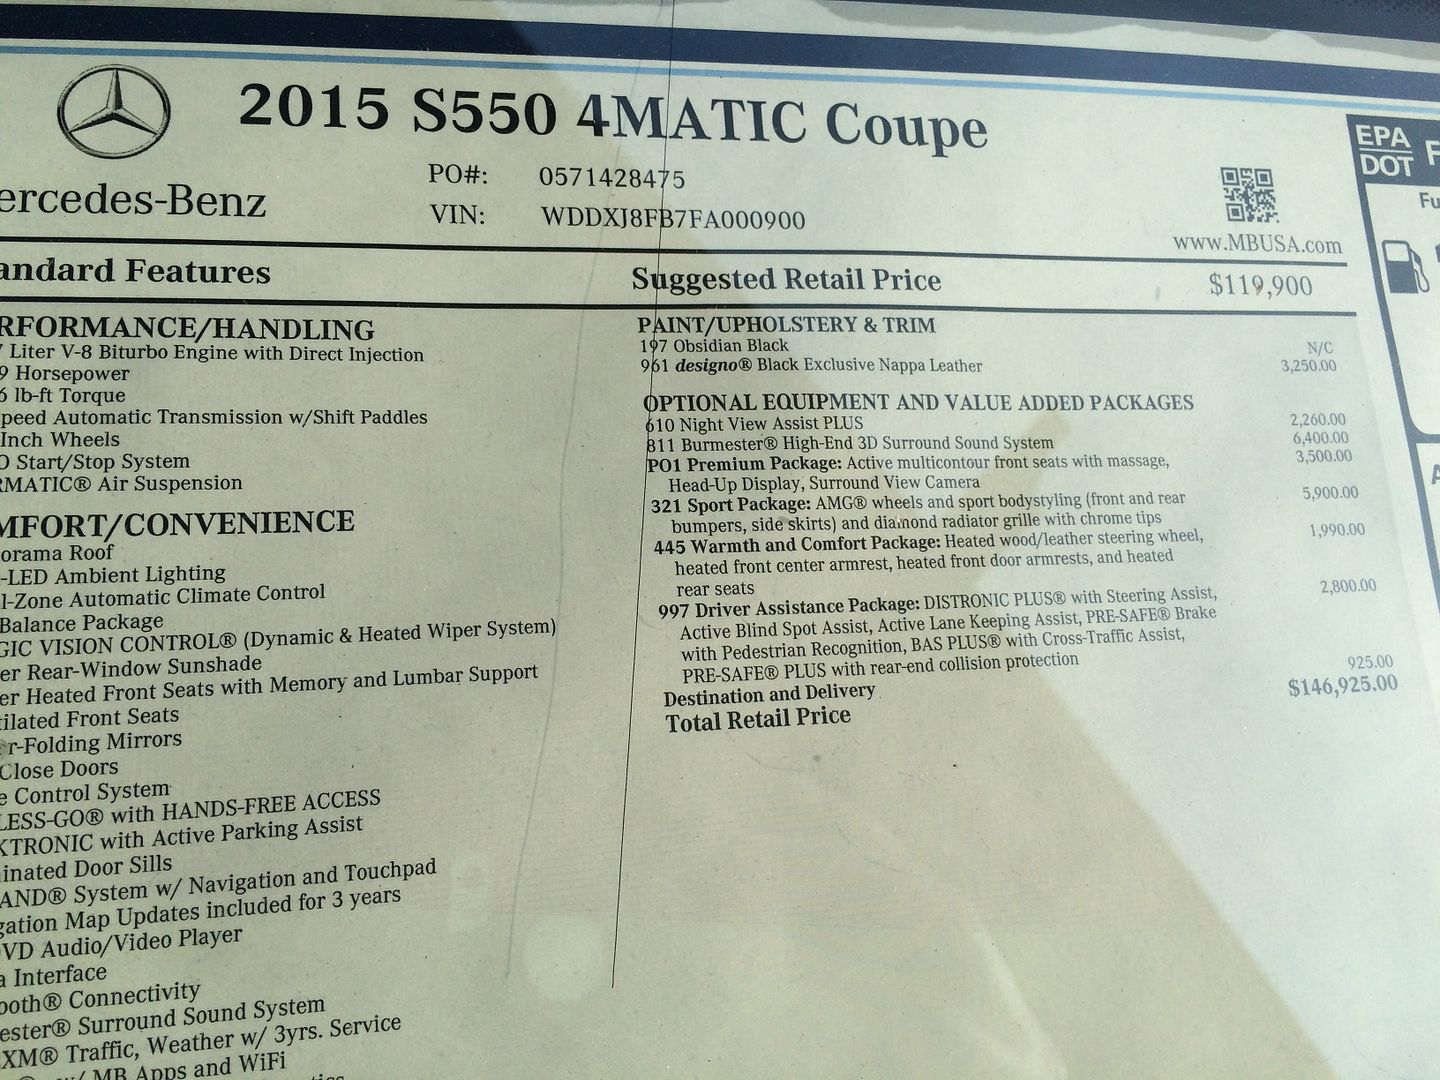 2015 S550 4MATIC Coupe
PO#: 0571428475
VIN: WDDXJ8FB7FA000900
ercedes-Benz
www.MBUSA.com
EPA
DOT
F
Fu
andard Features
RFORMANCE/HANDLING
Liter V-8 Biturbo Engine with Direct Injection
9 Horsepower
6 lb-ft Torque
peed Automatic Transmission w/Shift Paddles
Inch Wheels
O Start/Stop System
RMATIC® Air Suspension
MFORT/CONVENIENCE
orama Roof
-LED Ambient Lighting
l-Zone Automatic Climate Control
Balance Package
GIC VISION CONTROL® (Dynamic & Heated Wiper System)
er Rear-Window Sunshade
er Heated Front Seats with Memory and Lumbar Support
tilated Front Seats
r-Folding Mirrors
Close Doors
e Control System
LESS-GO® with HANDS-FREE ACCESS
KTRONIC with Active Parking Assist
inated Door Sills
AND® System w/ Navigation and Touchpad
gation Map Updates included for 3 years
OVD Audio/Video Player
a Interface
ooth® Connectivity
ester® Surround Sound System
XM® Traffic, Weather w/ 3yrs. Service
w/ MB Apps and WiFi
Suggested Retail Price $119,900
PAINT/UPHOLSTERY & TRIM
197 Obsidian Black N/C
961 designo® Black Exclusive Nappa Leather 3,250.00
OPTIONAL EQUIPMENT AND VALUE ADDED PACKAGES
610 Night View Assist PLUS 2,260.00
811 Burmester® High-End 3D Surround Sound System 6,400.00
PO1 Premium Package: Active multicontour front seats with massage, 3,500.00
Head-Up Display, Surround View Camera
321 Sport Package: AMG® wheels and sport bodystyling (front and rear 5,900.00
bumpers, side skirts) and diamond radiator grille with chrome tips
445 Warmth and Comfort Package: Heated wood/leather steering wheel, 1,990.00
heated front center armrest, heated front door armrests, and heated
rear seats
997 Driver Assistance Package: DISTRONIC PLUS® with Steering Assist, 2,800.00
Active Blind Spot Assist, Active Lane Keeping Assist, PRE-SAFE® Brake
with Pedestrian Recognition, BAS PLUS® with Cross-Traffic Assist,
PRE-SAFE® PLUS with rear-end collision protection
Destination and Delivery 925.00
Total Retail Price $146,925.00